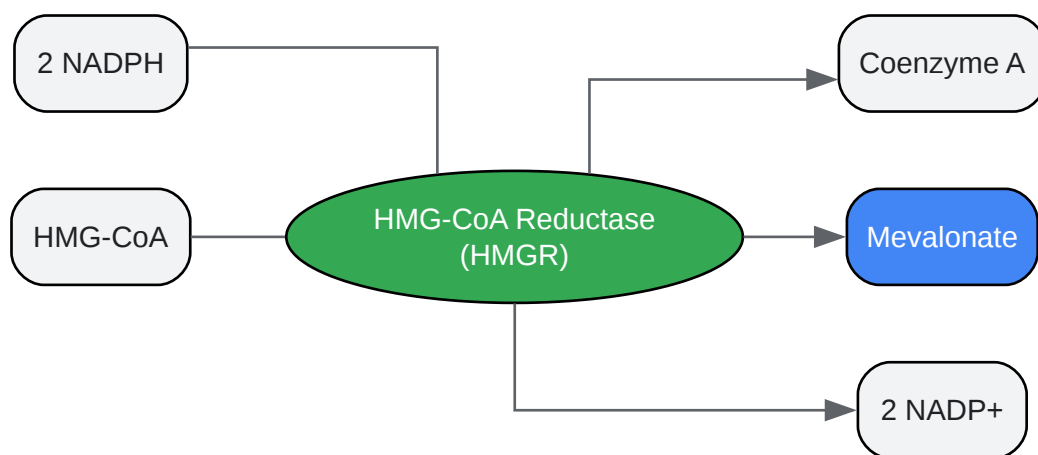 2 NADPH
Coenzyme A
HMG-CoA
HMG-CoA Reductase
(HMGR)
Mevalonate
2 NADP+